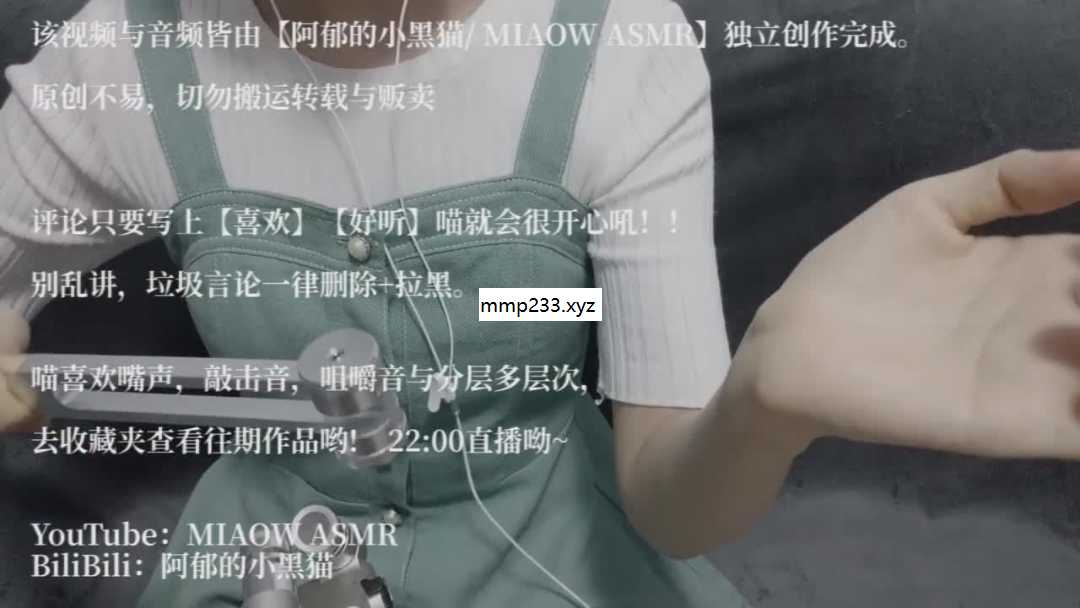 该视频与音频皆由【阿郁的小黑猫/ MIAOW ASMR】独立创作完成。
原创不易，切勿搬运转载与贩卖
评论只要写上【喜欢】【好听】喵就会很开心吼！！
别乱讲，垃圾言论一律删除+拉黑。
mmp233.xyz
喵喜欢嘴声，敲击音，咀嚼音与分层多层次,
去收藏夹查看往期作品哟！ 22:00直播呦~
YouTube：MIAOW ASMR
BiliBili：阿郁的小黑猫